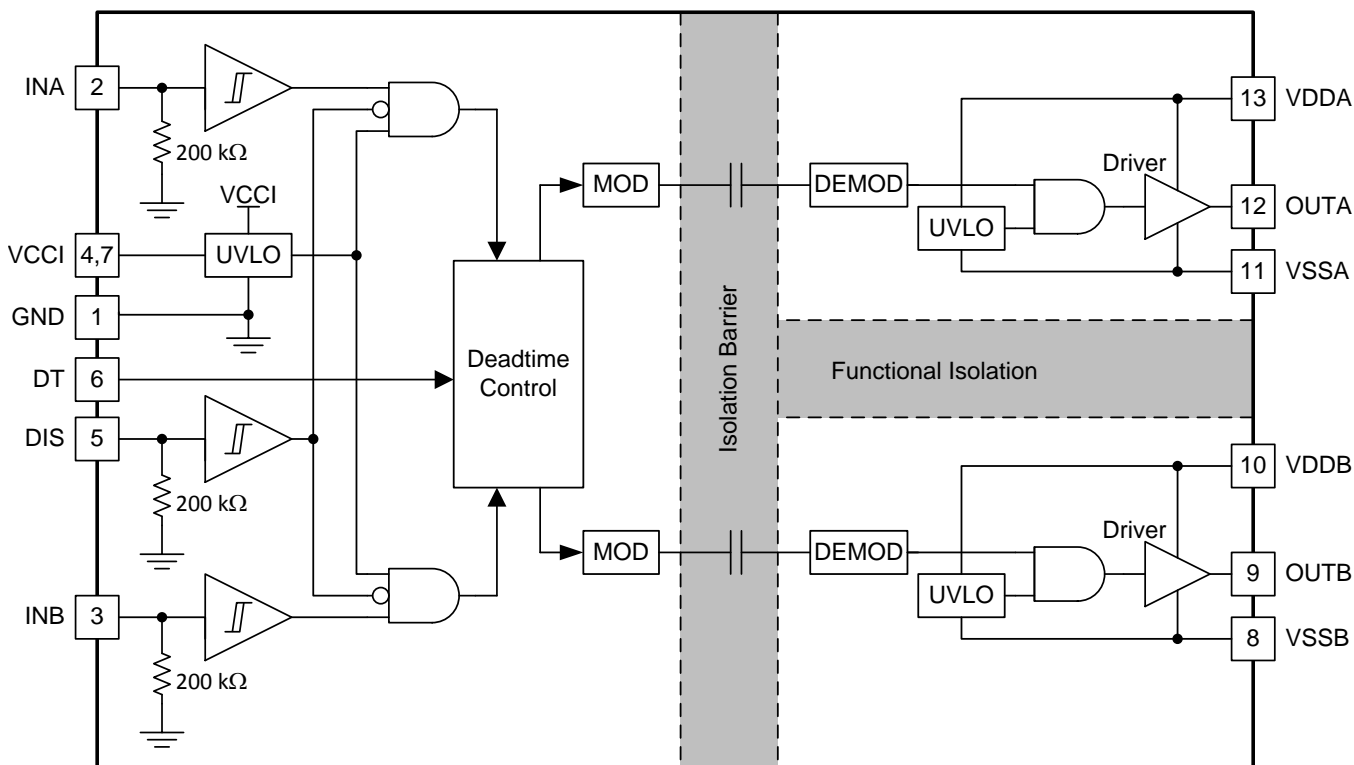 INA
2
200 kΩ
VCCI
VCCI
4,7
UVLO
GND
1
DT
6
DIS
5
200 kΩ
INB
3
200 kΩ
Deadtime
Control
MOD
MOD
Isolation Barrier
Functional Isolation
DEMOD
UVLO
Driver
13
VDDA
12
OUTA
11
VSSA
DEMOD
UVLO
Driver
10
VDDB
9
OUTB
8
VSSB